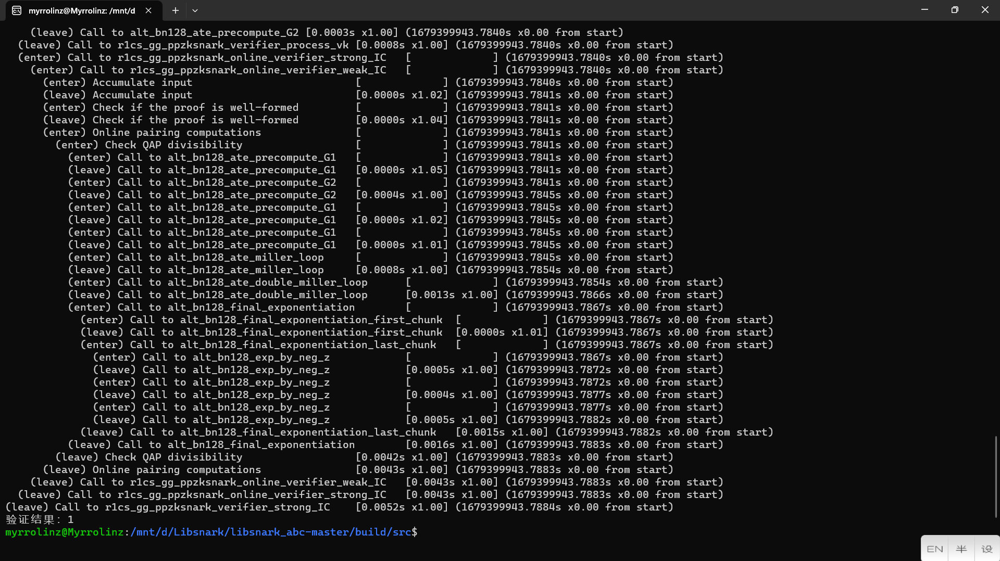 myrrolinz@Myrrolinz: /mnt/d
(leave) Call to alt_bn128_ate_precompute_G2 [0.0003s x1.00] (1679399943.7840s x0.00 from start)
(leave) Call to r1cs_gg_ppzksnark_verifier_process_vk [0.0008s x1.00] (1679399943.7840s x0.00 from start)
(enter) Call to r1cs_gg_ppzksnark_online_verifier_strong_IC [ ] (1679399943.7840s x0.00 from start)
(enter) Call to r1cs_gg_ppzksnark_online_verifier_weak_IC [ ] (1679399943.7840s x0.00 from start)
(enter) Accumulate input [ ] (1679399943.7840s x0.00 from start)
(leave) Accumulate input [0.0000s x1.02] (1679399943.7841s x0.00 from start)
(enter) Check if the proof is well-formed [ ] (1679399943.7841s x0.00 from start)
(leave) Check if the proof is well-formed [0.0000s x1.04] (1679399943.7841s x0.00 from start)
(enter) Online pairing computations [ ] (1679399943.7841s x0.00 from start)
(enter) Check QAP divisibility [ ] (1679399943.7841s x0.00 from start)
(enter) Call to alt_bn128_ate_precompute_G1 [ ] (1679399943.7841s x0.00 from start)
(leave) Call to alt_bn128_ate_precompute_G1 [0.0000s x1.05] (1679399943.7841s x0.00 from start)
(enter) Call to alt_bn128_ate_precompute_G2 [ ] (1679399943.7841s x0.00 from start)
(leave) Call to alt_bn128_ate_precompute_G2 [0.0004s x1.00] (1679399943.7845s x0.00 from start)
(enter) Call to alt_bn128_ate_precompute_G1 [ ] (1679399943.7845s x0.00 from start)
(leave) Call to alt_bn128_ate_precompute_G1 [0.0000s x1.02] (1679399943.7845s x0.00 from start)
(enter) Call to alt_bn128_ate_precompute_G1 [ ] (1679399943.7845s x0.00 from start)
(leave) Call to alt_bn128_ate_precompute_G1 [0.0000s x1.01] (1679399943.7845s x0.00 from start)
(enter) Call to alt_bn128_ate_miller_loop [ ] (1679399943.7845s x0.00 from start)
(leave) Call to alt_bn128_ate_miller_loop [0.0008s x1.00] (1679399943.7854s x0.00 from start)
(enter) Call to alt_bn128_ate_double_miller_loop [ ] (1679399943.7854s x0.00 from start)
(leave) Call to alt_bn128_ate_double_miller_loop [0.0013s x1.00] (1679399943.7866s x0.00 from start)
(enter) Call to alt_bn128_final_exponentiation [ ] (1679399943.7867s x0.00 from start)
(enter) Call to alt_bn128_final_exponentiation_first_chunk [ ] (1679399943.7867s x0.00 from start)
(leave) Call to alt_bn128_final_exponentiation_first_chunk [0.0000s x1.01] (1679399943.7867s x0.00 from start)
(enter) Call to alt_bn128_final_exponentiation_last_chunk [ ] (1679399943.7867s x0.00 from start)
(enter) Call to alt_bn128_exp_by_neg_z [ ] (1679399943.7867s x0.00 from start)
(leave) Call to alt_bn128_exp_by_neg_z [0.0005s x1.00] (1679399943.7872s x0.00 from start)
(enter) Call to alt_bn128_exp_by_neg_z [ ] (1679399943.7872s x0.00 from start)
(leave) Call to alt_bn128_exp_by_neg_z [0.0004s x1.00] (1679399943.7877s x0.00 from start)
(enter) Call to alt_bn128_exp_by_neg_z [ ] (1679399943.7877s x0.00 from start)
(leave) Call to alt_bn128_exp_by_neg_z [0.0005s x1.00] (1679399943.7882s x0.00 from start)
(leave) Call to alt_bn128_final_exponentiation_last_chunk [0.0015s x1.00] (1679399943.7882s x0.00 from start)
(leave) Call to alt_bn128_final_exponentiation [0.0016s x1.00] (1679399943.7883s x0.00 from start)
(leave) Check QAP divisibility [0.0042s x1.00] (1679399943.7883s x0.00 from start)
(leave) Online pairing computations [0.0043s x1.00] (1679399943.7883s x0.00 from start)
(leave) Call to r1cs_gg_ppzksnark_online_verifier_weak_IC [0.0043s x1.00] (1679399943.7883s x0.00 from start)
(leave) Call to r1cs_gg_ppzksnark_online_verifier_strong_IC [0.0043s x1.00] (1679399943.7883s x0.00 from start)
(leave) Call to r1cs_gg_ppzksnark_verifier_strong_IC [0.0052s x1.00] (1679399943.7884s x0.00 from start)
验证结果：1
myrrolinz@Myrrolinz:/mnt/d/Libsnark/libsnark_abc-master/build/src$
EN 半 设